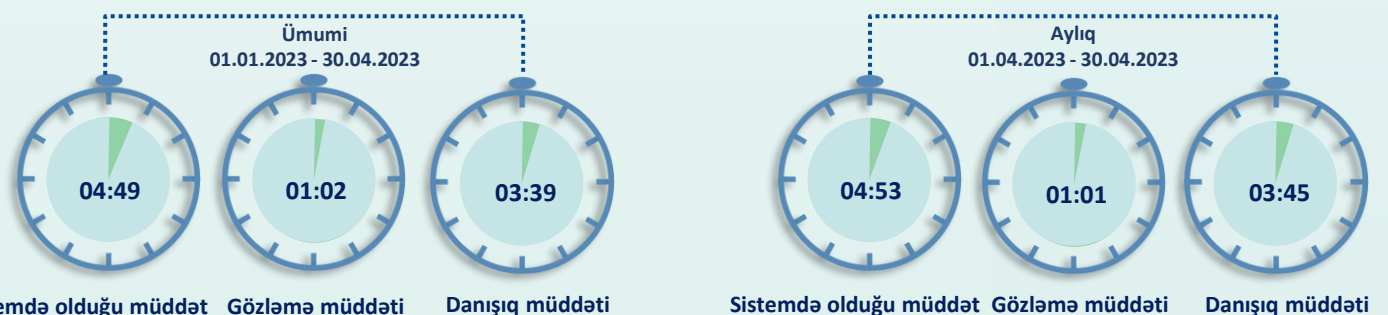 Ümumi
01.01.2023 - 30.04.2023
04:49
01:02
03:39
emdə olduğu müddət
Gözləmə müddəti
Danışıq müddəti
Aylıq
01.04.2023 - 30.04.2023
04:53
01:01
03:45
Sistemdə olduğu müddət
Gözləmə müddəti
Danışıq müddəti